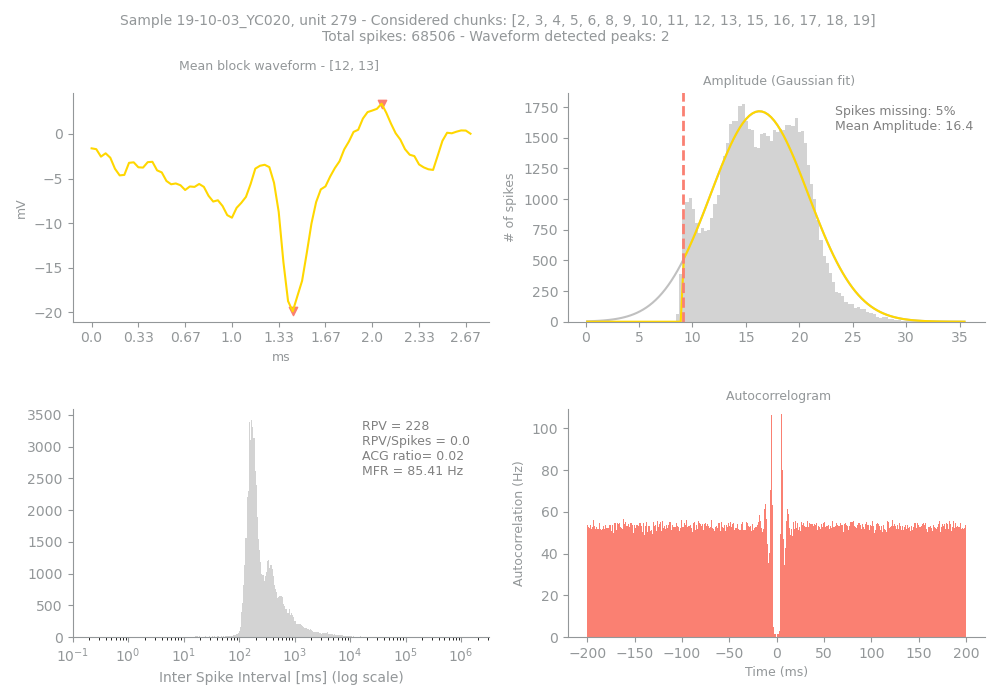 Sample 19-10-03_YC020, unit 279 - Considered chunks: [2, 3, 4, 5, 6, 8, 9, 10, 11, 12, 13, 15, 16, 17, 18, 19]
Total spikes: 68506 - Waveform detected peaks: 2
Mean block waveform - [12, 13]
mV
0
−5
−10
−15
−20
0.0 0.33 0.67 1.0 1.33 1.67 2.0 2.33 2.67
ms
Amplitude (Gaussian fit)
Spikes missing: 5%
Mean Amplitude: 16.4
# of spikes
1750
1500
1250
1000
750
500
250
0
0 5 10 15 20 25 30 35
3500
3000
2500
2000
1500
1000
500
0
RPV = 228
RPV/Spikes = 0.0
ACG ratio= 0.02
MFR = 85.41 Hz
10⁻¹ 10⁰ 10¹ 10² 10³ 10⁴ 10⁵ 10⁶
Inter Spike Interval [ms] (log scale)
Autocorrelogram
Autocorrelation (Hz)
100
80
60
40
20
0
−200 −150 −100 −50 0 50 100 150 200
Time (ms)